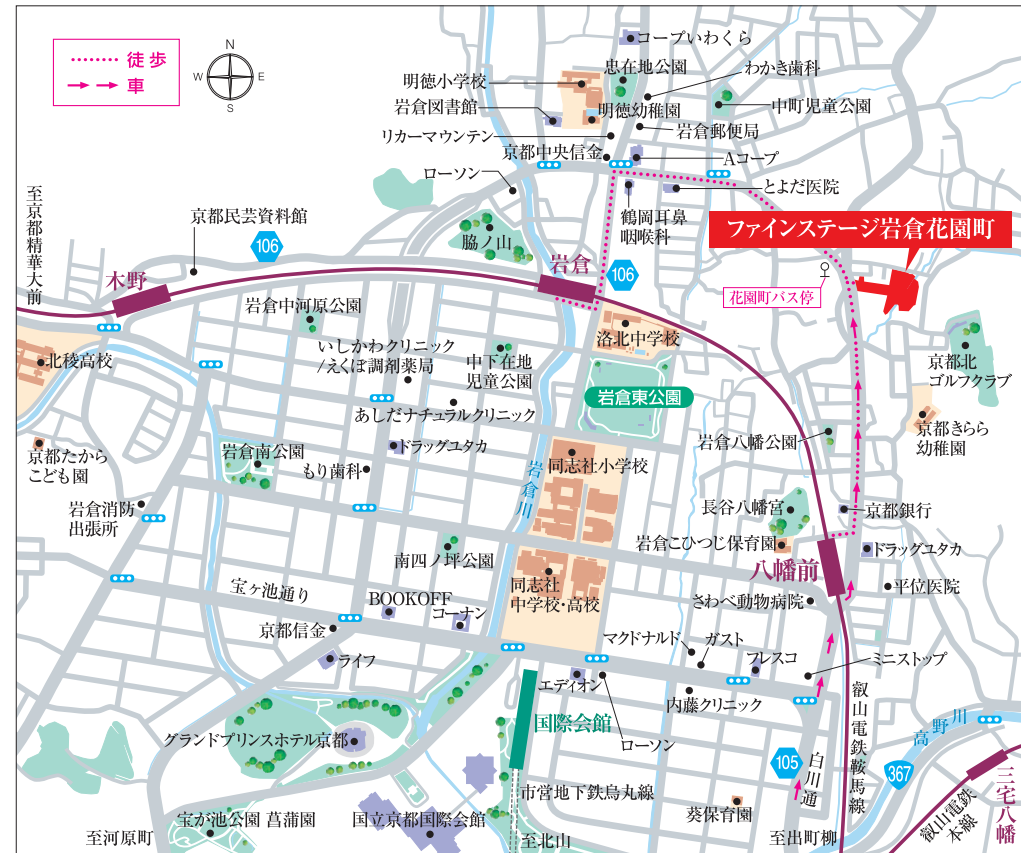 徒歩
車
N
W
E
S
コープいわくら
忠在地公園
わかき歯科
明徳小学校
岩倉図書館
明徳幼稚園
中町児童公園
岩倉郵便局
リカーマウンテン
京都中央信金
Aコープ
ローソン
とよだ医院
鶴岡耳鼻
咽喉科
至京都精華大前
京都民芸資料館
106
脇ノ山
ファインステージ岩倉花園町
木野
岩倉
106
花園町バス停
岩倉中河原公園
洛北中学校
北稜高校
いしかわクリニック
/えくぼ調剤薬局
中下在地
児童公園
京都北
ゴルフクラブ
岩倉東公園
あしだナチュラルクリニック
京都きらら
幼稚園
岩倉八幡公園
ドラッグユタカ
京都たから
こども園
岩倉南公園
もり歯科
同志社小学校
岩倉川
岩倉消防
出張所
長谷八幡宮
京都銀行
岩倉こひつじ保育園
ドラッグユタカ
南四ノ坪公園
八幡前
平位医院
宝ヶ池通り
BOOKOFF
コーナン
同志社
中学校・高校
さわべ動物病院
京都信金
マクドナルド
ガスト
フレスコ
ミニストップ
ライフ
エディオン
内藤クリニック
叡山電鉄鞍馬線
高野川
国際会館
ローソン
グランドプリンスホテル京都
105
白川通
367
三宅八幡
市営地下鉄烏丸線
葵保育園
叡山電鉄
本線
宝が池公園 菖蒲園
国立京都国際会館
至河原町
至北山
至出町柳